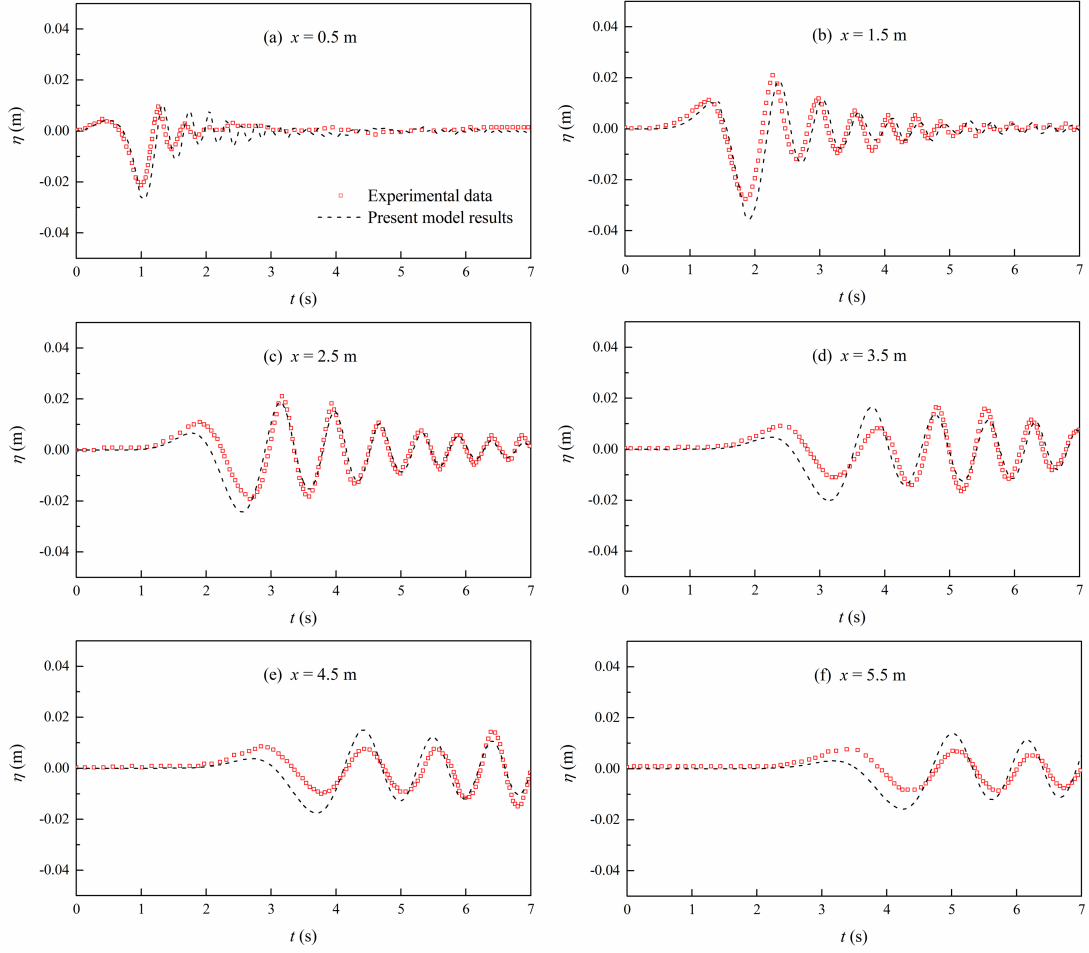 0.04
0.02
0.00
-0.02
-0.04
η (m)
(a) x = 0.5 m
Experimental data
Present model results
0 1 2 3 4 5 6 7
t (s)
0.04
0.02
0.00
-0.02
-0.04
η (m)
(b) x = 1.5 m
0 1 2 3 4 5 6 7
t (s)
0.04
0.02
0.00
-0.02
-0.04
η (m)
(c) x = 2.5 m
0 1 2 3 4 5 6 7
t (s)
0.04
0.02
0.00
-0.02
-0.04
η (m)
(d) x = 3.5 m
0 1 2 3 4 5 6 7
t (s)
0.04
0.02
0.00
-0.02
-0.04
η (m)
(e) x = 4.5 m
0 1 2 3 4 5 6 7
t (s)
0.04
0.02
0.00
-0.02
-0.04
η (m)
(f) x = 5.5 m
0 1 2 3 4 5 6 7
t (s)